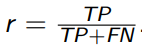 r = TP / TP+FN.